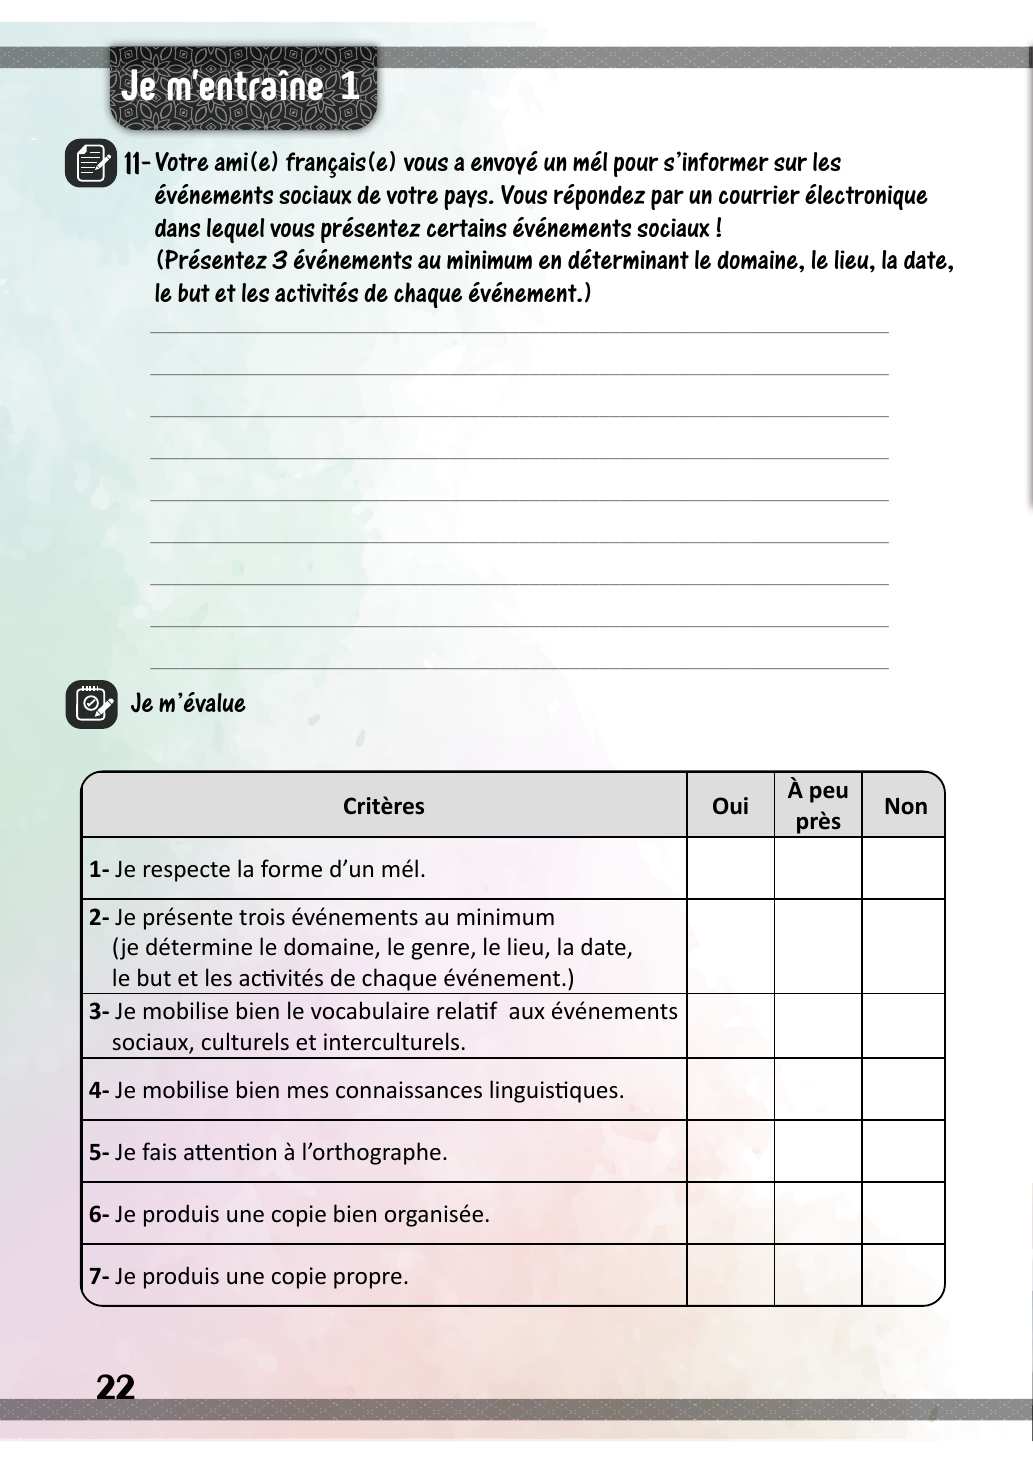 Je m'entraîne 1
11- Votre ami(e) français(e) vous a envoyé un mél pour s’informer sur les
événements sociaux de votre pays. Vous répondez par un courrier électronique
dans lequel vous présentez certains événements sociaux !
(Présentez 3 événements au minimum en déterminant le domaine, le lieu, la date,
le but et les activités de chaque événement.)
Je m’évalue
Critères Oui À peu près Non
1- Je respecte la forme d’un mél.
2- Je présente trois événements au minimum
(je détermine le domaine, le genre, le lieu, la date,
le but et les activités de chaque événement.)
3- Je mobilise bien le vocabulaire relatif aux événements
sociaux, culturels et interculturels.
4- Je mobilise bien mes connaissances linguistiques.
5- Je fais attention à l’orthographe.
6- Je produis une copie bien organisée.
7- Je produis une copie propre.
22